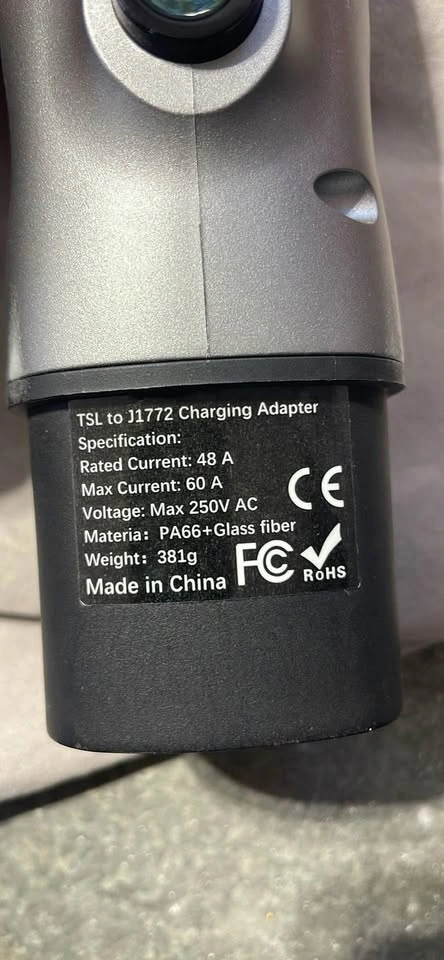 TSL to J1772 Charging Adapter
Specification:
Rated Current: 48 A
Max Current: 60 A
Voltage: Max 250V AC
Materia: PA66+Glass fiber
Weight: 381g
Made in China
CE
FC
RoHS